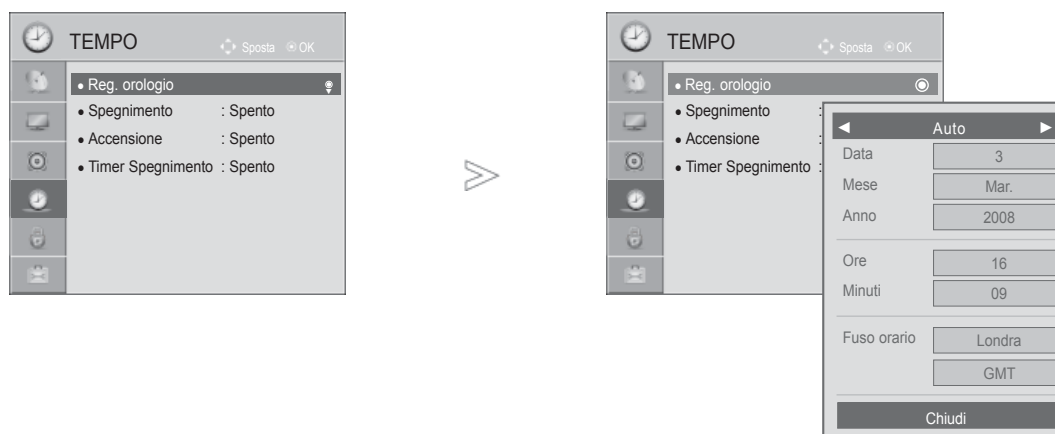 TEMPO
Sposta OK
• Reg. orologio
• Spegnimento : Spento
• Accensione : Spento
• Timer Spegnimento : Spento
TEMPO
Sposta OK
• Reg. orologio
• Spegnimento :
• Accensione :
• Timer Spegnimento :
◄ Auto ►
Data 3
Mese Mar.
Anno 2008
Ore 16
Minuti 09
Fuso orario Londra
GMT
Chiudi